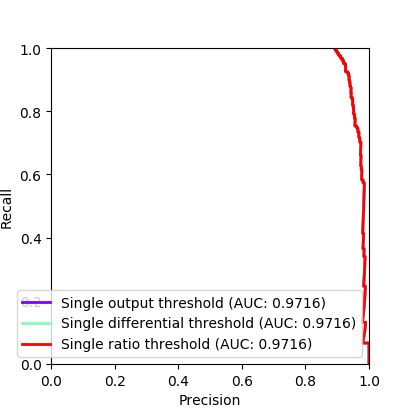 1.0
0.8
0.6
0.4
0.2
0.0
Recall
Single output threshold (AUC: 0.9716)
Single differential threshold (AUC: 0.9716)
Single ratio threshold (AUC: 0.9716)
0.0 0.2 0.4 0.6 0.8 1.0
Precision